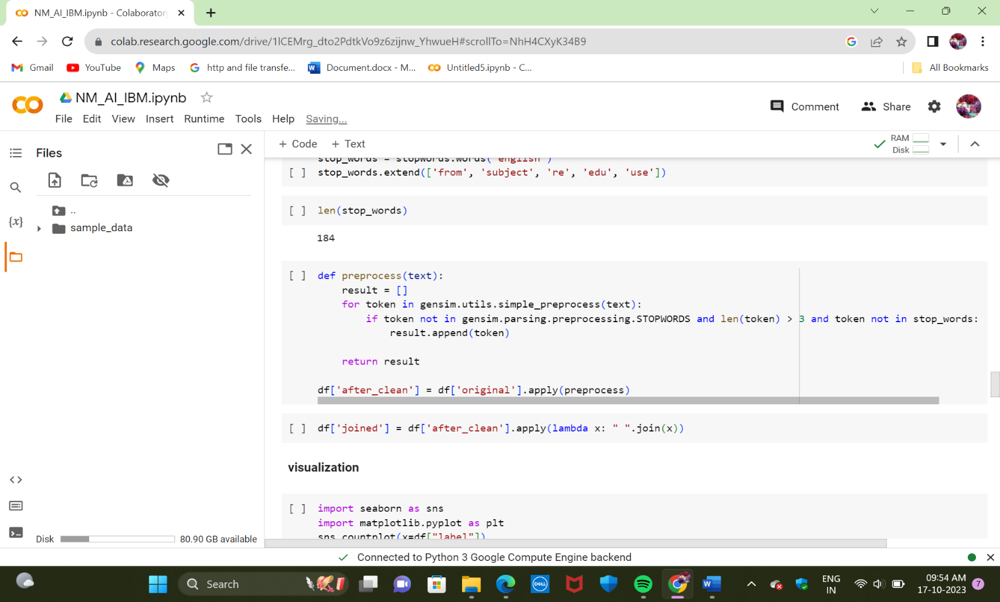 NM_AI_IBM.ipynb - Colaboratory
colab.research.google.com/drive/1lCEMrg_dto2PdtkVo9z6zijnw_YhwueH#scrollTo=NhH4CXyK34B9
Gmail YouTube Maps http and file transfe... Document.docx - M... Untitled5.ipynb - C... All Bookmarks
NM_AI_IBM.ipynb
Comment Share
File Edit View Insert Runtime Tools Help Saving...
Files
+ Code + Text
RAM
Disk
stop_words = stopwords.words('english')
[ ] stop_words.extend(['from', 'subject', 're', 'edu', 'use'])
[ ] len(stop_words)
..
{x}
sample_data
184
[ ] def preprocess(text):
result = []
for token in gensim.utils.simple_preprocess(text):
if token not in gensim.parsing.preprocessing.STOPWORDS and len(token) > 3 and token not in stop_words:
result.append(token)
return result
df['after_clean'] = df['original'].apply(preprocess)
[ ] df['joined'] = df['after_clean'].apply(lambda x: " ".join(x))
visualization
[ ] import seaborn as sns
import matplotlib.pyplot as plt
sns.countplot(x=df["label"])
Disk 80.90 GB available
Connected to Python 3 Google Compute Engine backend
Search
DELL
W
ENG
IN
09:54 AM
17-10-2023
7